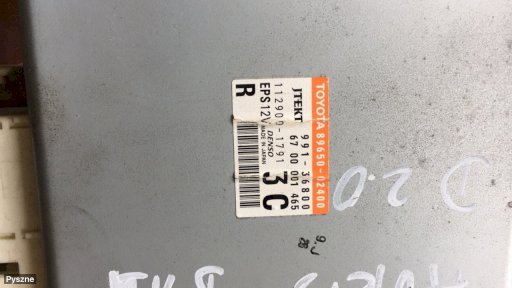 TOYOTA 89650-02400
JTEKT 991-36800
112900-1791 67 00 001 465
EPS12V DENSO
MADE IN JAPAN
R
3C
D 2.0
Pyszne